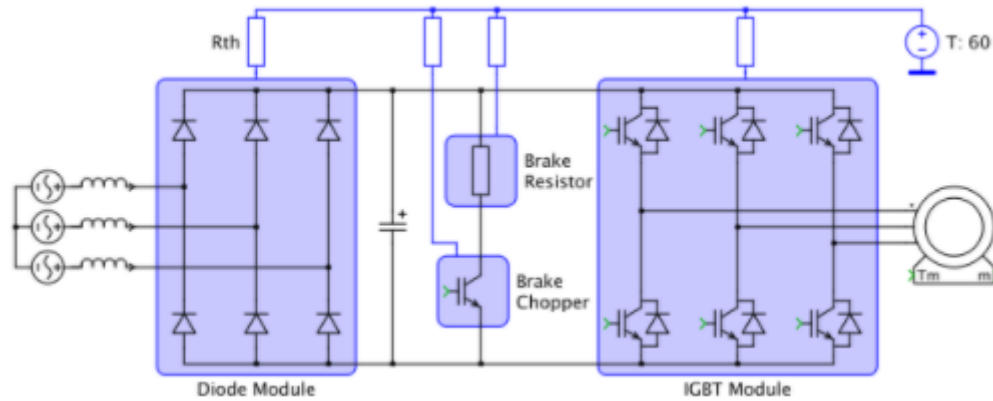 Rth
T: 60
Brake
Resistor
Brake
Chopper
Tm
m
Diode Module
IGBT Module